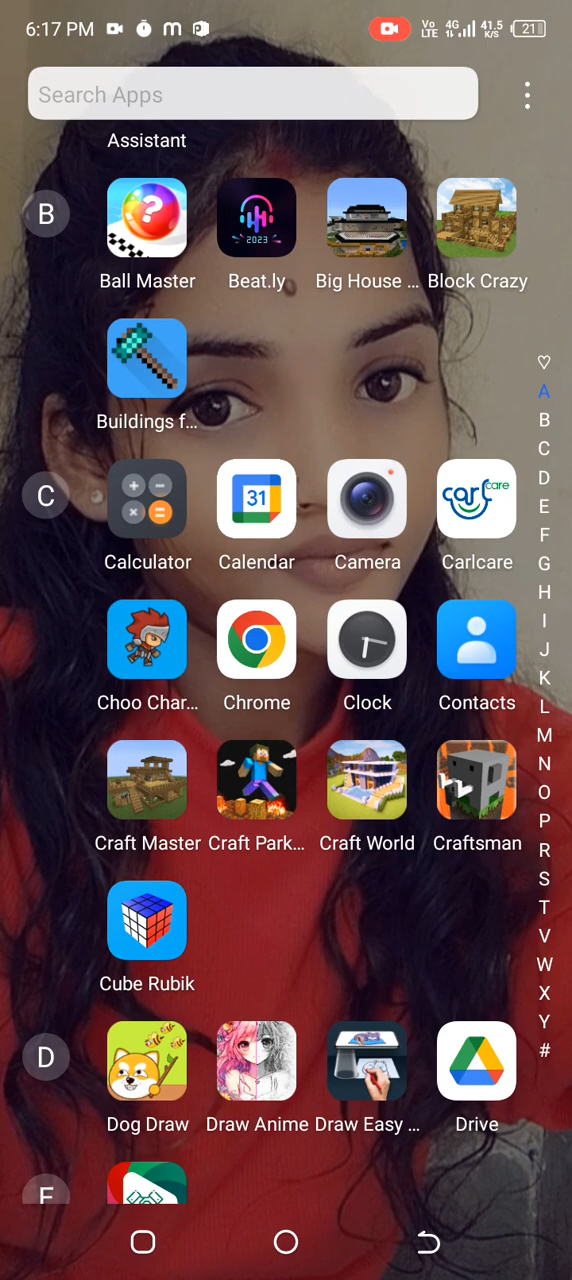 6:17 PM
Vo LTE 4G 41.5 K/S 21
Search Apps
Assistant
B
?
2023
Ball Master Beat.ly Big House ... Block Crazy
Buildings f...
C
31
carlcare
Calculator Calendar Camera Carlcare
Choo Char... Chrome Clock Contacts
Craft Master Craft Park... Craft World Craftsman
Cube Rubik
D
Dog Draw Draw Anime Draw Easy ... Drive
♡
A
B
C
D
E
F
G
H
I
J
K
L
M
N
O
P
R
S
T
V
W
X
Y
#